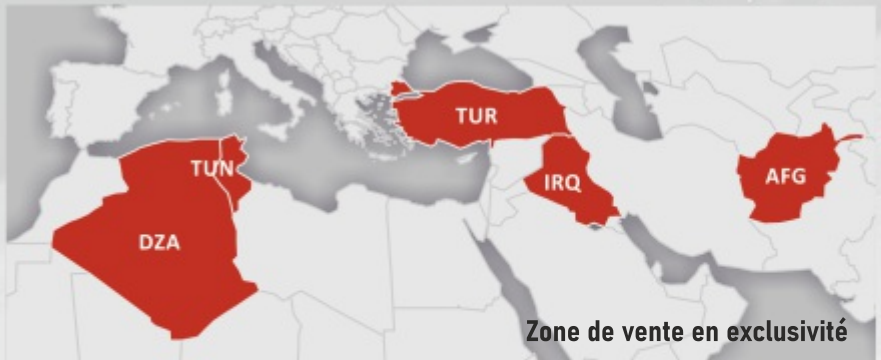 TUR
TUN
IRQ
AFG
DZA
Zone de vente en exclusivité